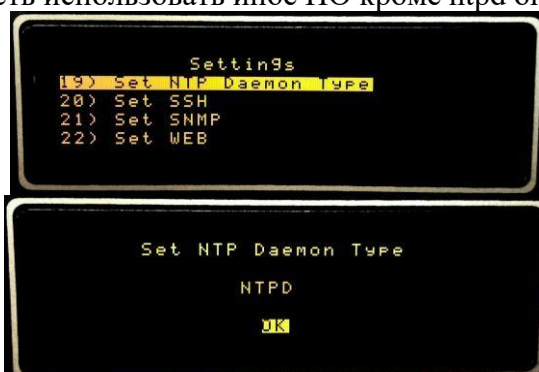 использовать иное ПО кроме ntpd
Settings
19) Set NTP Daemon Type
20) Set SSH
21) Set SNMP
22) Set WEB
Set NTP Daemon Type
NTPD
OK